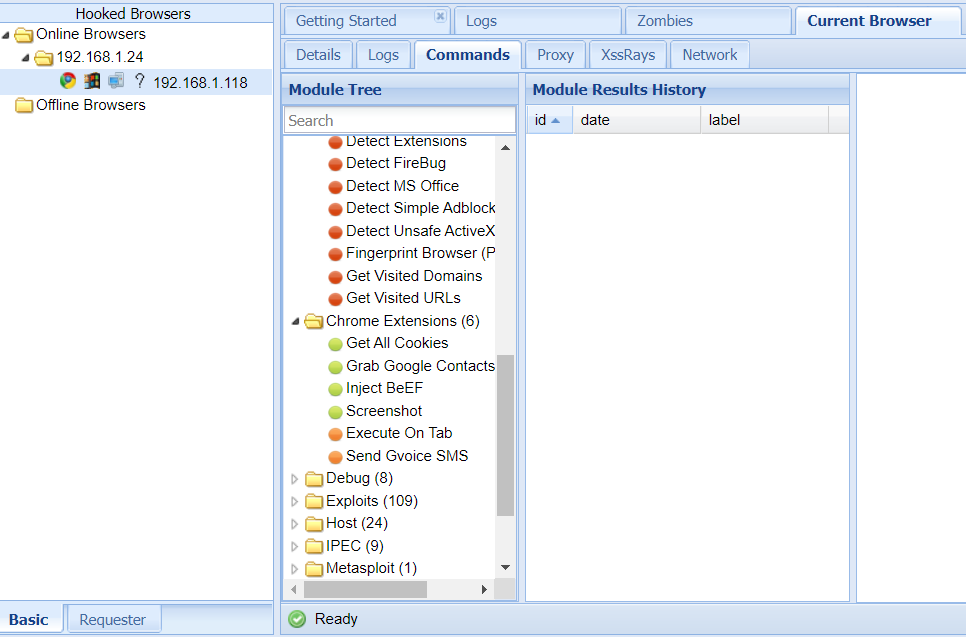 Hooked Browsers
Online Browsers
192.168.1.24
? 192.168.1.118
Offline Browsers
Basic
Requester
Getting Started
Logs
Zombies
Current Browser
Details
Logs
Commands
Proxy
XssRays
Network
Module Tree
Search
Detect Extensions
Detect FireBug
Detect MS Office
Detect Simple Adblock
Detect Unsafe ActiveX
Fingerprint Browser (P
Get Visited Domains
Get Visited URLs
Chrome Extensions (6)
Get All Cookies
Grab Google Contacts
Inject BeEF
Screenshot
Execute On Tab
Send Gvoice SMS
Debug (8)
Exploits (109)
Host (24)
IPEC (9)
Metasploit (1)
Module Results History
id
date
label
Ready